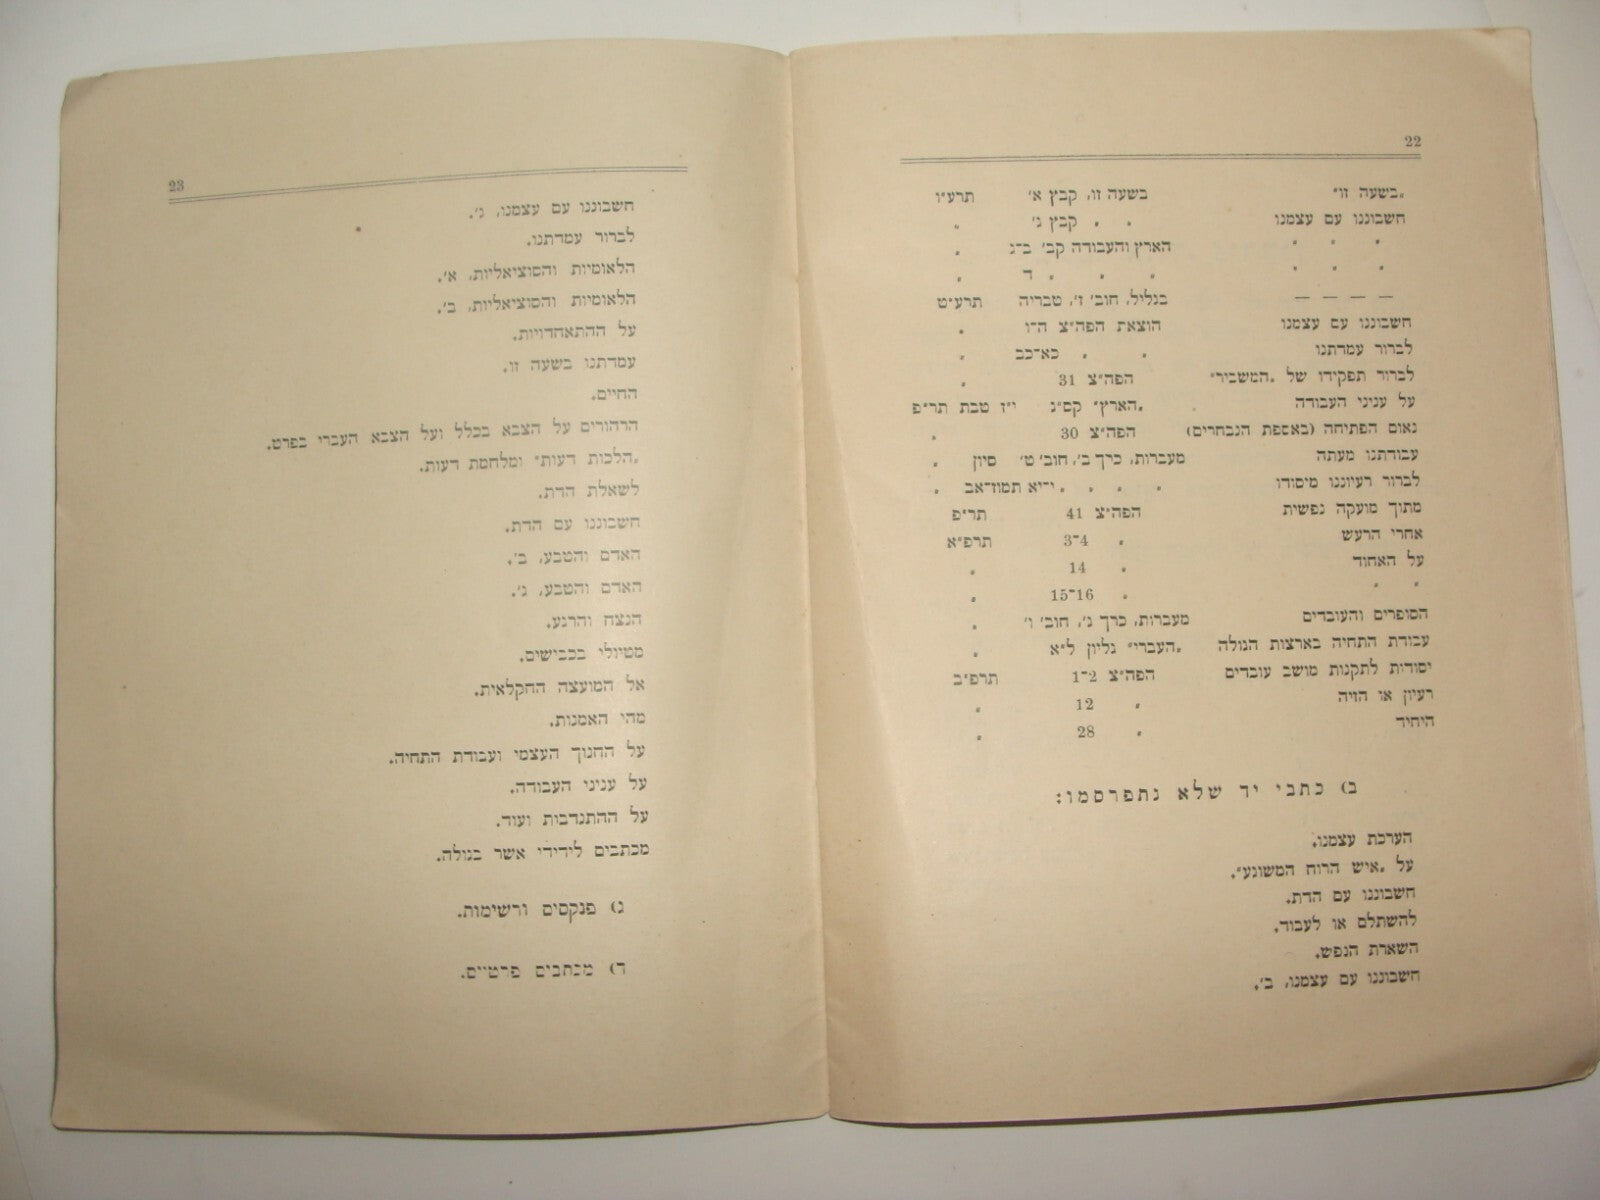 22
„בשעה זו" בשעה זו, קבץ א' תרע"ו
חשבוננו עם עצמנו " " קבץ ג' "
" " " הארץ והעבודה קב' ב־ג "
" " " " " " ד "
— — — — בגליל, חוב' ז', טבריה תרע"ט
חשבוננו עם עצמנו הוצאת הפה"צ ה־ו "
לברור עמדתנו " " כא־כב "
לברור תפקידו של „המשביר" הפה"צ 31 "
על עניני העבודה „הארץ" קס"ג י"ז טבת תר"פ
נאום הפתיחה (באספת הנבחרים) הפה"צ 30 "
עבודתנו מעתה מעברות, כרך ב', חוב' ט' סיון "
לברור רעיוננו מיסודו " " " " י־יא תמוז־אב "
מתוך מועקה נפשית הפה"צ 41 תר"פ
אחרי הרעש " 3־4 תרפ"א
על האחוד " 14 "
" " " 15־16 "
הסופרים והעובדים מעברות, כרך ג', חוב' ו' "
עבודת התחיה בארצות הגולה „העברי" גליון ל"א "
יסודות לתקנות מושב עובדים הפה"צ 1־2 תרפ"ב
רעיון או הזיה " 12 "
היחיד " 28 "
ב) כתבי יד שלא נתפרסמו:
הערכת עצמנו.
על „איש הרוח המשוגע".
חשבוננו עם הדת.
להשתלם או לעבוד.
השארת הנפש.
חשבוננו עם עצמנו, ב'.
23
חשבוננו עם עצמנו, ג'.
לברור עמדתנו.
הלאומיות והסוציאליות, א'.
הלאומיות והסוציאליות, ב'.
על ההתאחדויות.
עמדתנו בשעה זו.
החיים.
הרהורים על הצבא בכלל ועל הצבא העברי בפרט.
„הלכות דעות" ומלחמת דעות.
לשאלת הדת.
חשבוננו עם הדת.
האדם והטבע, ב'.
האדם והטבע, ג'.
הנצח והרגע.
מטיולי בכבישים.
אל המועצה החקלאית.
מהי האמנות.
על החנוך העצמי ועבודת התחיה.
על עניני העבודה.
על ההתנדבות ועוד.
מכתבים לידידי אשר בגולה.
ג) פנקסים ורשימות.
ד) מכתבים פרטיים.